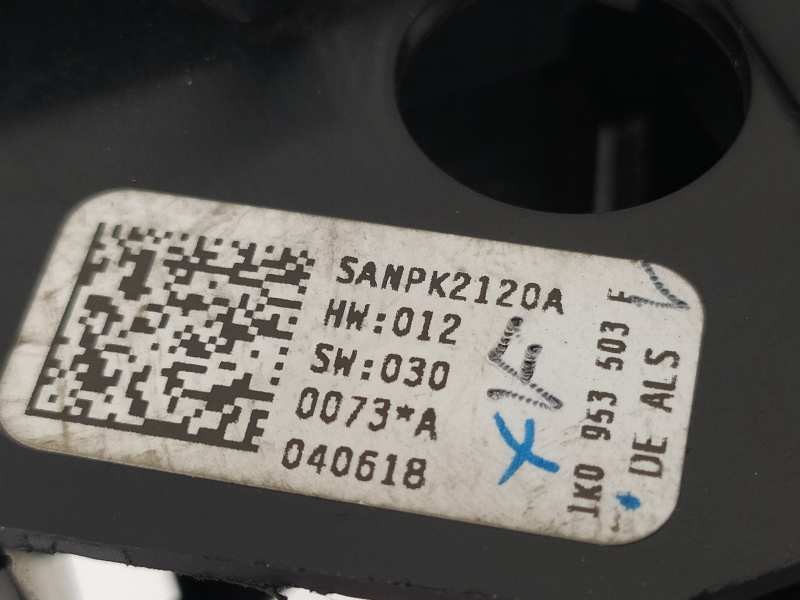 SANPK2120A
HW:012
SW:030
0073*A
040618
1K0 953 503 F
DE ALS